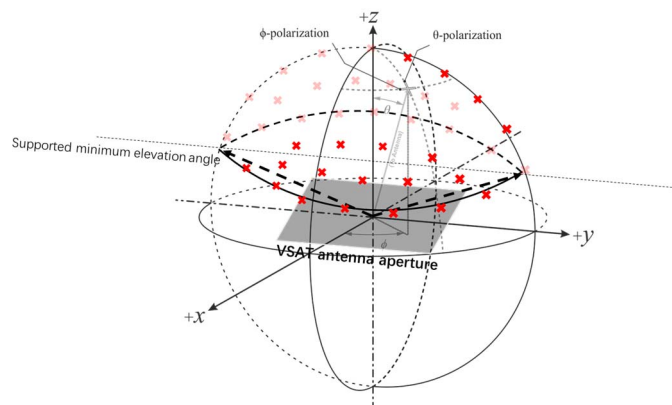 +z
ϕ-polarization
θ-polarization
θ
Supported minimum elevation angle
+y
ϕ
VSAT antenna aperture
+x